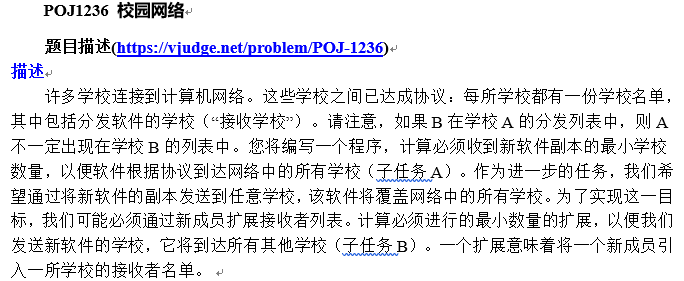 POJ1236 校园网络
题目描述(https://vjudge.net/problem/POJ-1236)
描述
许多学校连接到计算机网络。这些学校之间已达成协议：每所学校都有一份学校名单，
其中包括分发软件的学校（“接收学校”）。请注意，如果 B 在学校 A 的分发列表中，则 A
不一定出现在学校 B 的列表中。您将编写一个程序，计算必须收到新软件副本的最小学校
数量，以便软件根据协议到达网络中的所有学校（子任务 A）。作为进一步的任务，我们希
望通过将新软件的副本发送到任意学校，该软件将覆盖网络中的所有学校。为了实现这一目
标，我们可能必须通过新成员扩展接收者列表。计算必须进行的最小数量的扩展，以便我们
发送新软件的学校，它将到达所有其他学校（子任务 B）。一个扩展意味着将一个新成员引
入一所学校的接收者名单。